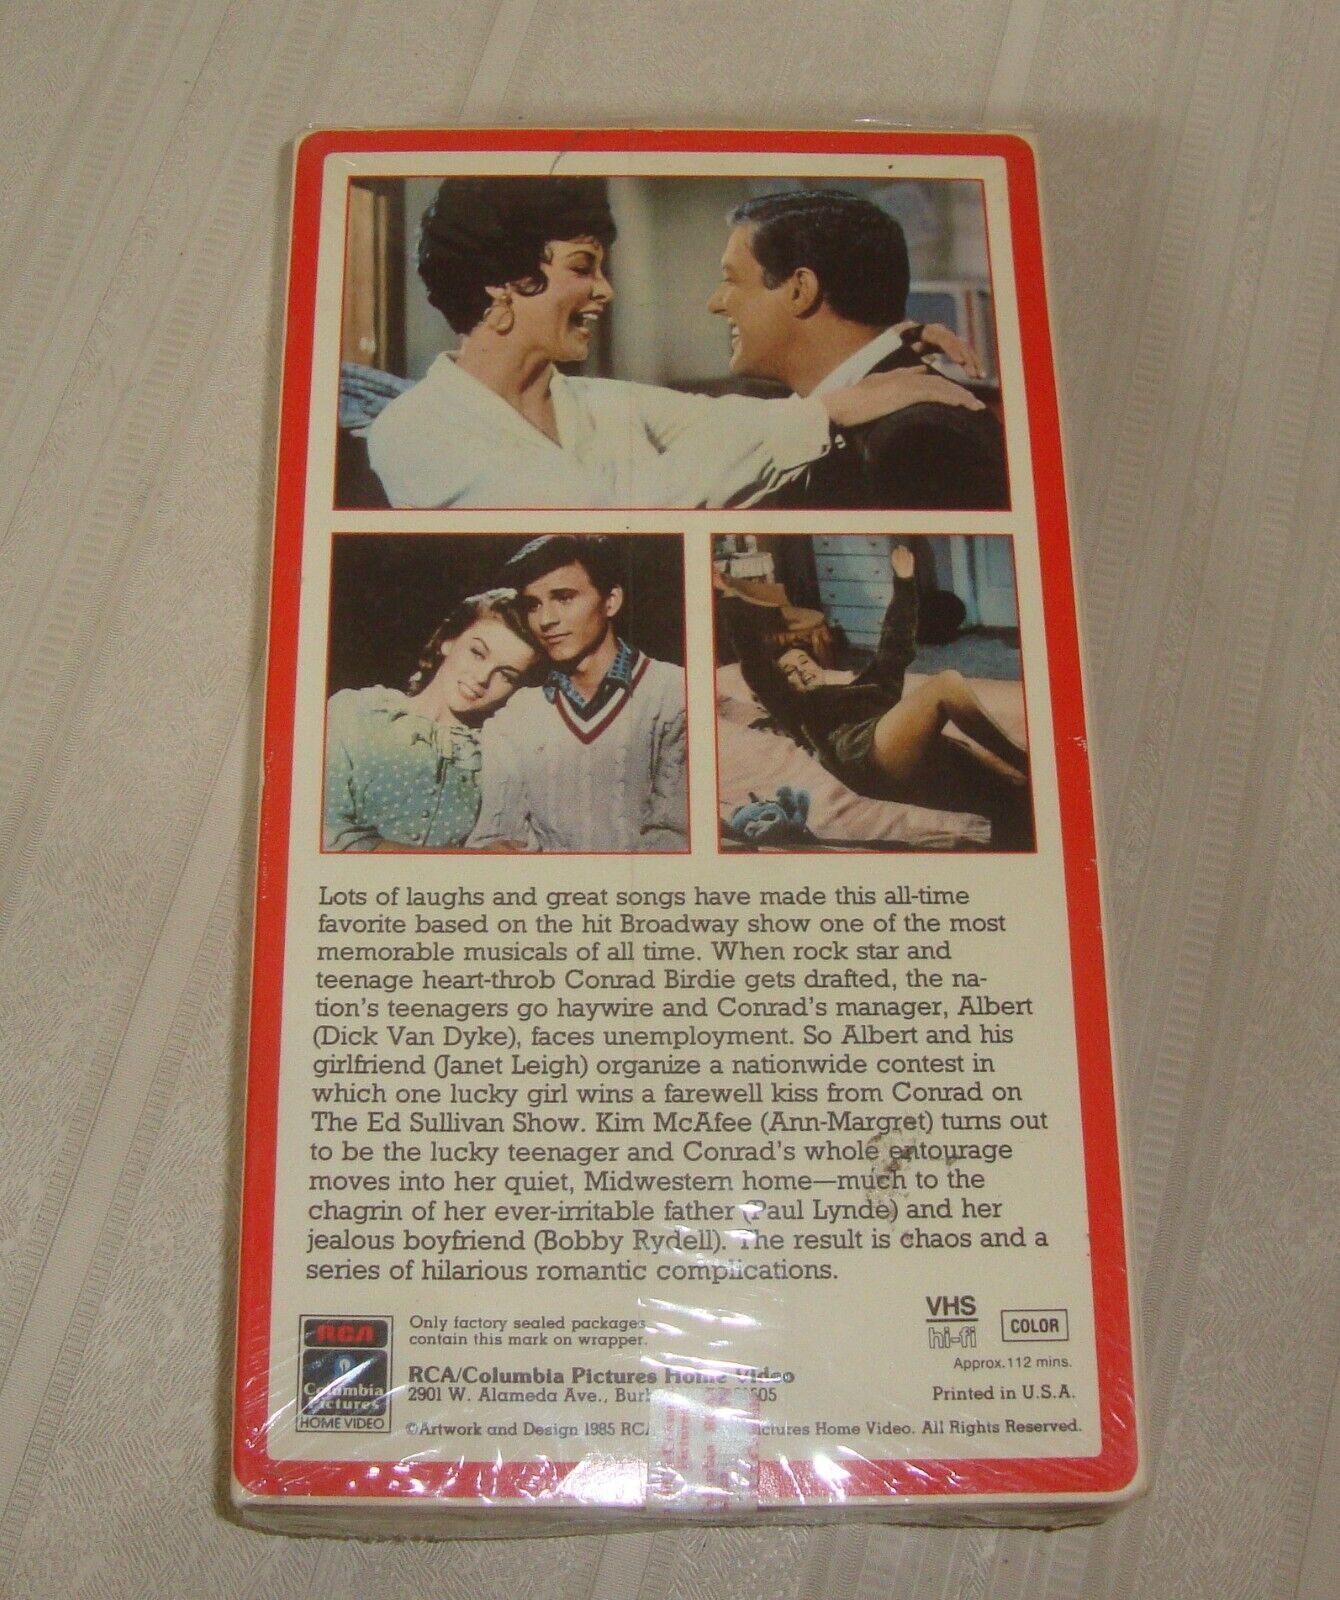 Lots of laughs and great songs have made this all-time
favorite based on the hit Broadway show one of the most
memorable musicals of all time. When rock star and
teenage heart-throb Conrad Birdie gets drafted, the na-
tion's teenagers go haywire and Conrad's manager, Albert
(Dick Van Dyke), faces unemployment. So Albert and his
girlfriend (Janet Leigh) organize a nationwide contest in
which one lucky girl wins a farewell kiss from Conrad on
The Ed Sullivan Show. Kim McAfee (Ann-Margret) turns out
to be the lucky teenager and Conrad's whole entourage
moves into her quiet, Midwestern home—much to the
chagrin of her ever-irritable father (Paul Lynde) and her
jealous boyfriend (Bobby Rydell). The result is chaos and a
series of hilarious romantic complications.
RCA
Columbia
Pictures
HOME VIDEO
Only factory sealed packages
contain this mark on wrapper.
RCA/Columbia Pictures Home Video
2901 W. Alameda Ave.,
©Artwork and Design 1985 Pictures Home Video. All Rights Reserved.
VHS
hi-fi
COLOR
Approx. 112 mins.
Printed in U.S.A.